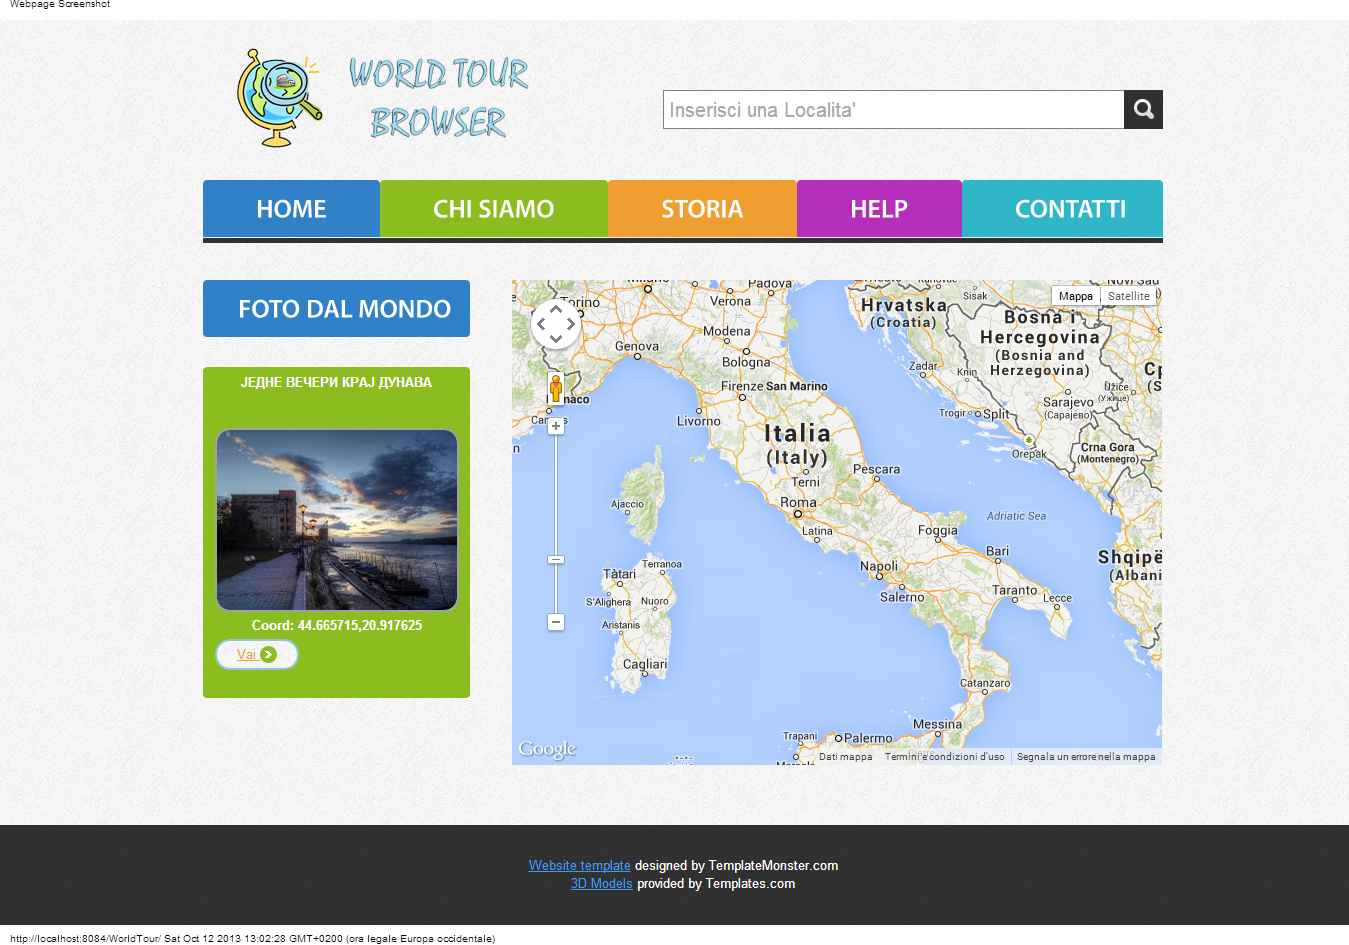 Webpage Screenshot
WORLD TOUR
BROWSER
Inserisci una Localita'
HOME
CHI SIAMO
STORIA
HELP
CONTATTI
FOTO DAL MONDO
ЈЕДНЕ ВЕЧЕРИ КРАЈ ДУНАВА
Coord: 44.665715,20.917625
Vai
Mappa
Satellite
Milano
Padova
Torino
Verona
Modena
Genova
Bologna
Firenze
San Marino
Livorno
Italia
(Italy)
Terni
Pescara
Roma
Latina
Ajaccio
Foggia
Bari
Napoli
Salerno
Taranto
Lecce
Terranoa
Tàtari
S'Alighera
Nuoro
Aristanis
Cagliari
Catanzaro
Messina
Trapani
Palermo
Hrvatska
(Croatia)
Sisak
Novi Sad
Bosna i
Hercegovina
(Bosnia and
Herzegovina)
Zadar
Knin
Trogir
Split
Užice
(Ужице)
Sarajevo
(Сарајево)
Orepak
Crna Gora
(Montenegro)
Adriatic Sea
Shqipë
(Albani
Google
Dati mappa
Termini e condizioni d'uso
Segnala un errore nella mappa
Website template designed by TemplateMonster.com
3D Models provided by Templates.com
http://localhost:8084/WorldTour/ Sat Oct 12 2013 13:02:28 GMT+0200 (ora legale Europa occidentale)